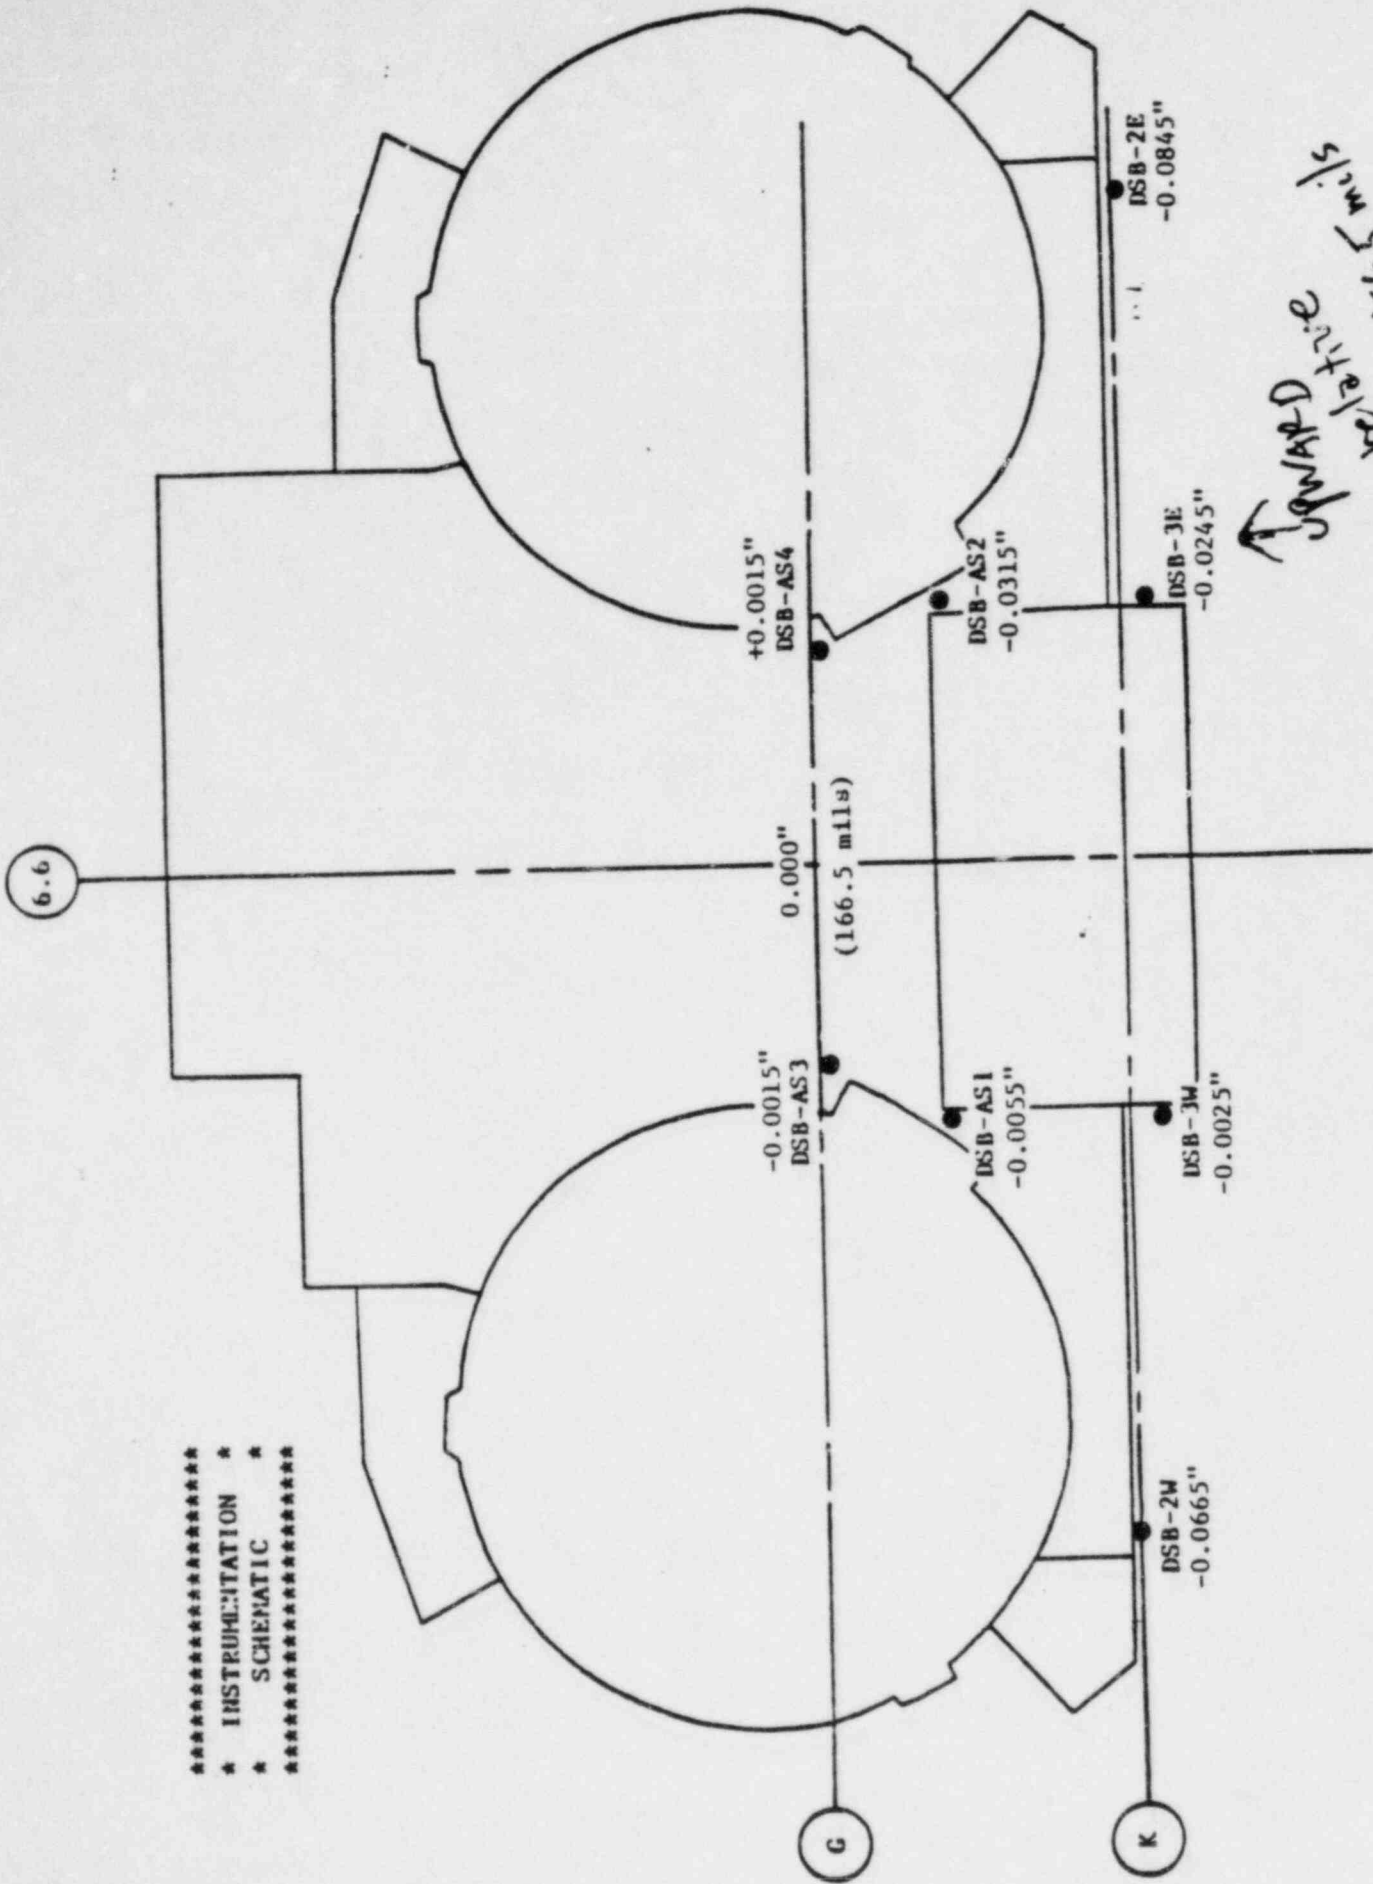 ***********************
* INSTRUMENTATION *
* SCHEMATIC *
***********************
6.6
+0.0015"
DSB-AS4
0.000"
(166.5 mils)
-0.0015"
DSB-AS3
DSB-AS2
-0.0315"
DSB-AS1
-0.0055"
DSB-2E
-0.0845"
DSB-3E
-0.0245"
DSB-3W
-0.0025"
DSB-2W
-0.0665"
G
K
UPWARD
relative
mils